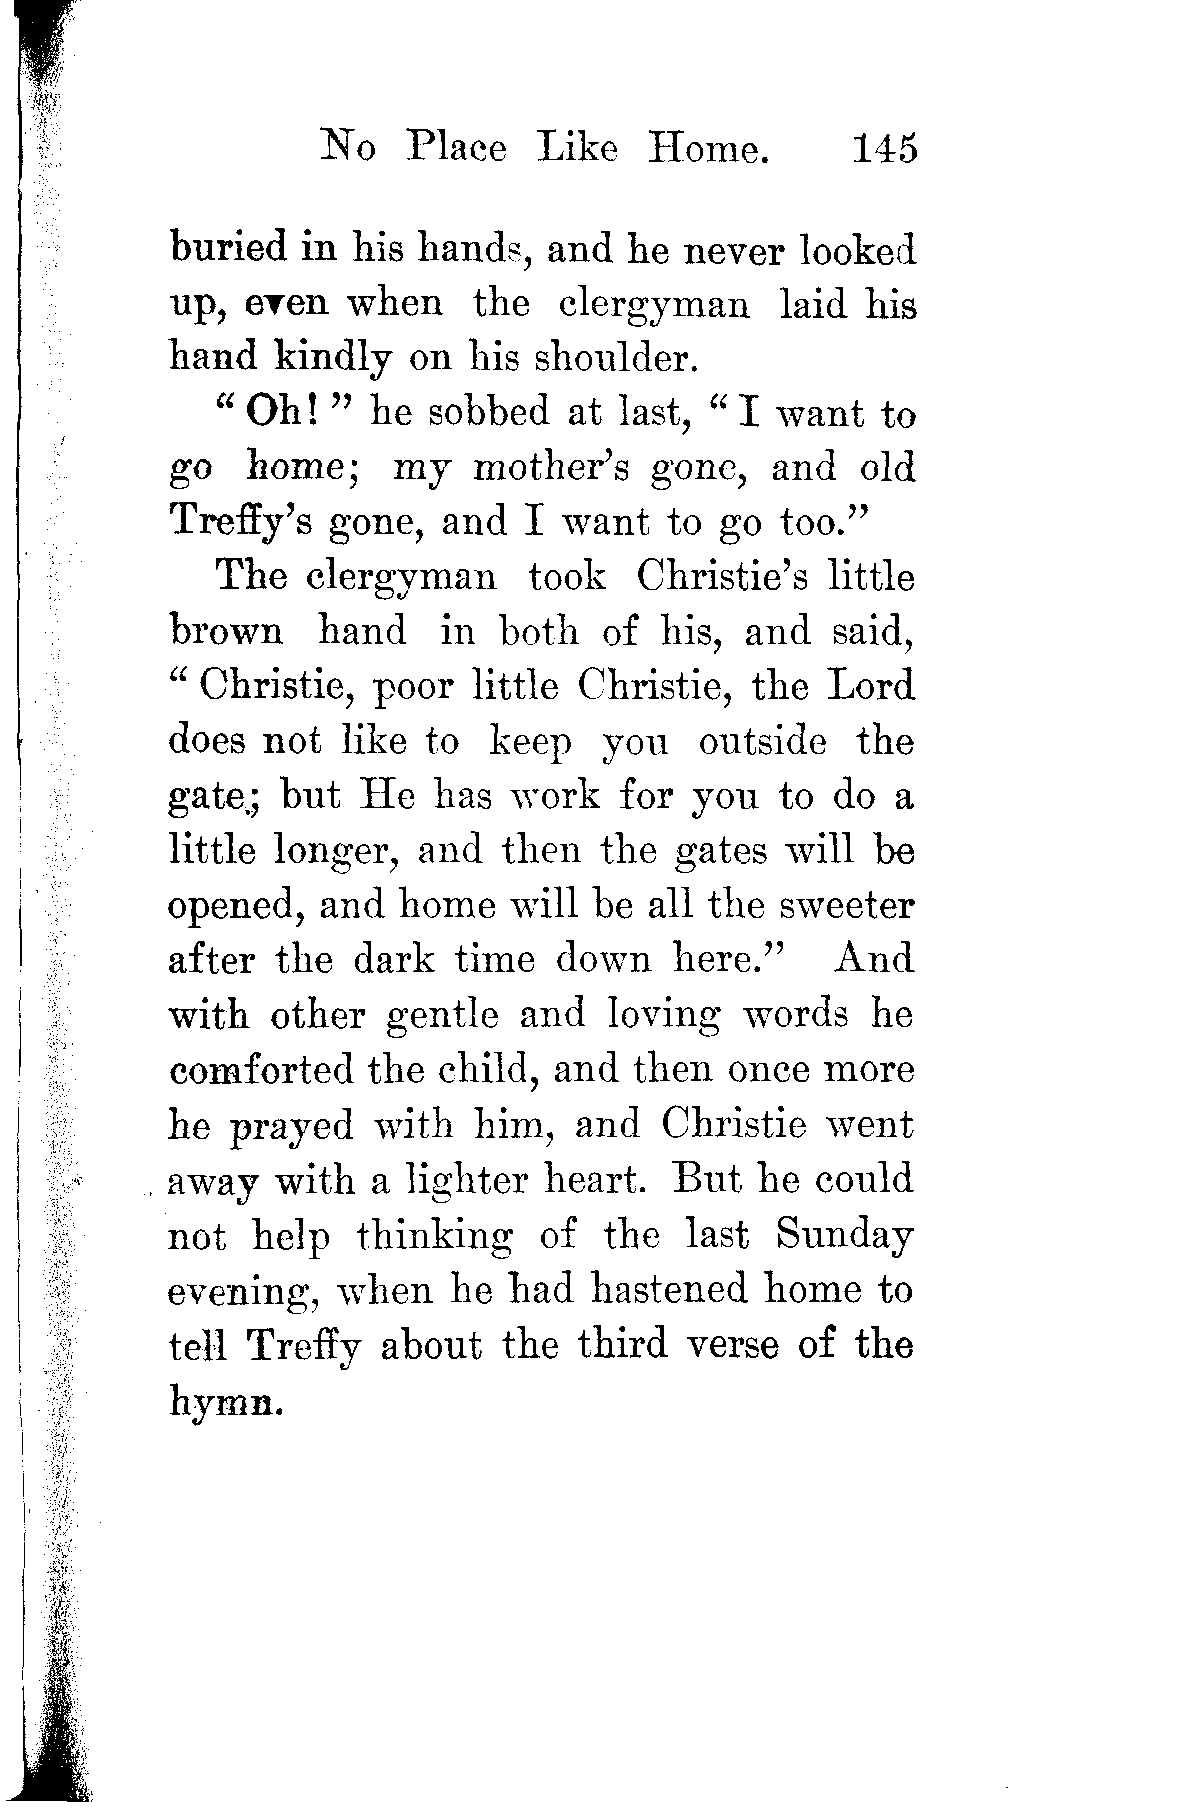 No Place Like Home. 145
buried in his hands, and he never looked
up, even when the clergyman laid his
hand kindly on his shoulder.
“Oh!” he sobbed at last, “I want to
go home; my mother’s gone, and old
Treffy’s gone, and I want to go too.”
The clergyman took Christie’s little
brown hand in both of his, and said,
“Christie, poor little Christie, the Lord
does not like to keep you outside the
gate; but He has work for you to do a
little longer, and then the gates will be
opened, and home will be all the sweeter
after the dark time down here.” And
with other gentle and loving words he
comforted the child, and then once more
he prayed with him, and Christie went
away with a lighter heart. But he could
not help thinking of the last Sunday
evening, when he had hastened home to
tell Treffy about the third verse of the
hymn.